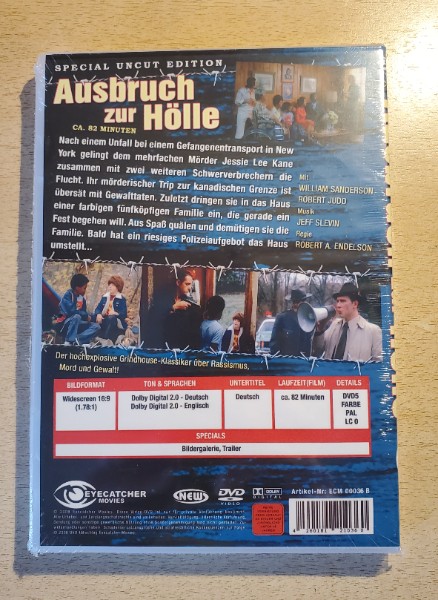 SPECIAL UNCUT EDITION
Ausbruch
zur Hölle
CA. 82 MINUTEN
Nach einem Unfall bei einem Gefangenentransport in New
York gelingt dem mehrfachen Mörder Jessie Lee Kane
zusammen mit zwei weiteren Schwerverbrechern die
Flucht. Ihr mörderischer Trip zur kanadischen Grenze ist
übersät mit Gewalttaten. Zuletzt dringen sie in das Haus
einer farbigen fünfköpfigen Familie ein, die gerade ein
Fest begehen will. Aus Spaß quälen und demütigen sie die
Familie. Bald hat ein riesiges Polizeiaufgebot das Haus
umstellt...
Mit
WILLIAM SANDERSON
ROBERT JUDD
Musik
JEFF SLEVIN
Regie
ROBERT A. ENDELSON
Der hochexplosive Grindhouse-Klassiker über Rassismus,
Mord und Gewalt!
BILDFORMAT TON & SPRACHEN UNTERTITEL LAUFZEIT(FILM) DETAILS
Widescreen 16:9 Dolby Digital 2.0 - Deutsch Deutsch ca. 82 Minuten DVD5
(1.78:1) Dolby Digital 2.0 - Englisch FARBE
PAL
LC 0
SPECIALS
Bildergalerie, Trailer
EYECATCHER
MOVIES
NEW
DVD
VIDEO
DOLBY
DIGITAL
Artikel-Nr: ECM 00036 B